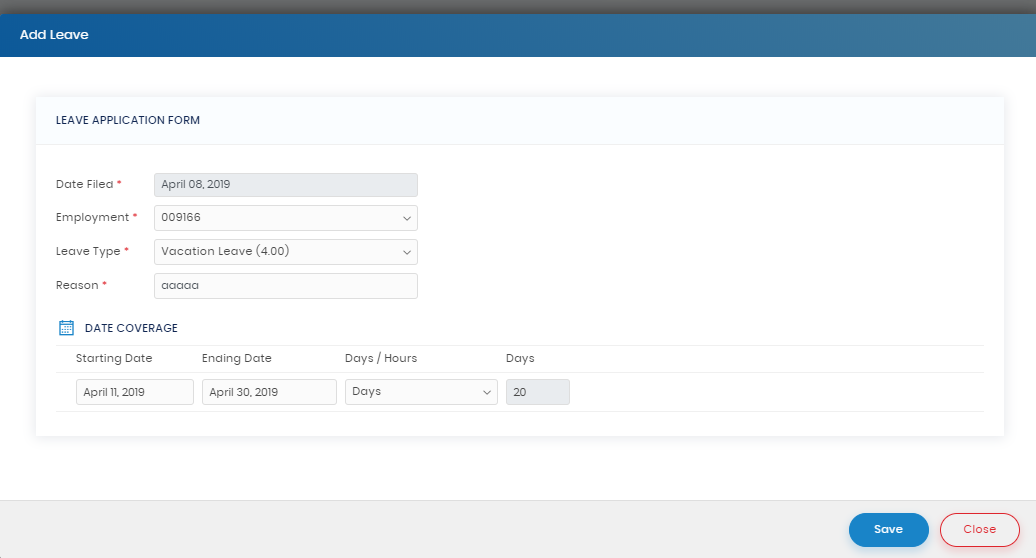 Add Leave
LEAVE APPLICATION FORM
Date Filed * April 08, 2019
Employment * 009166
Leave Type * Vacation Leave (4.00)
Reason * aaaaa
DATE COVERAGE
Starting Date Ending Date Days / Hours Days
April 11, 2019 April 30, 2019 Days 20
Save Close